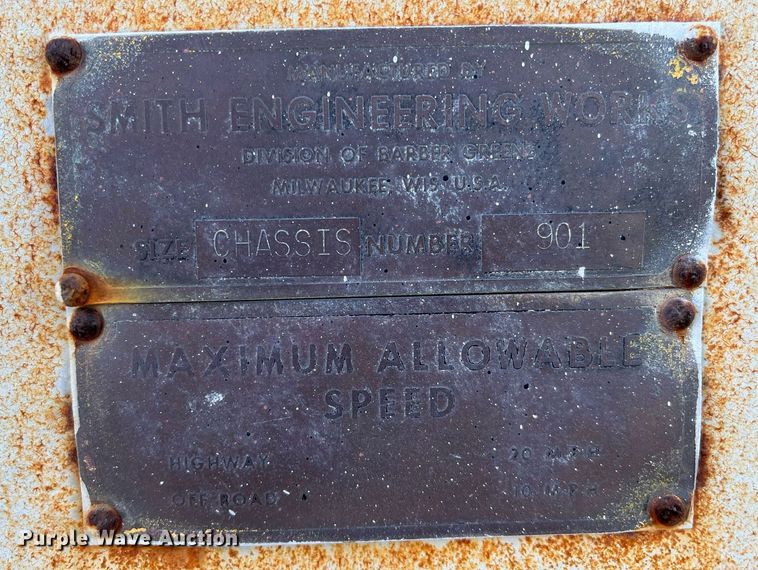 MANUFACTURED BY
SMITH ENGINEERING WORKS
DIVISION OF BARBER GREENE
MILWAUKEE, WIS. U.S.A.
SIZE CHASSIS NUMBER 901
MAXIMUM ALLOWABLE
SPEED
HIGHWAY 20 M.P.H.
OFF ROAD 10 M.P.H.
Purple Wave Auction